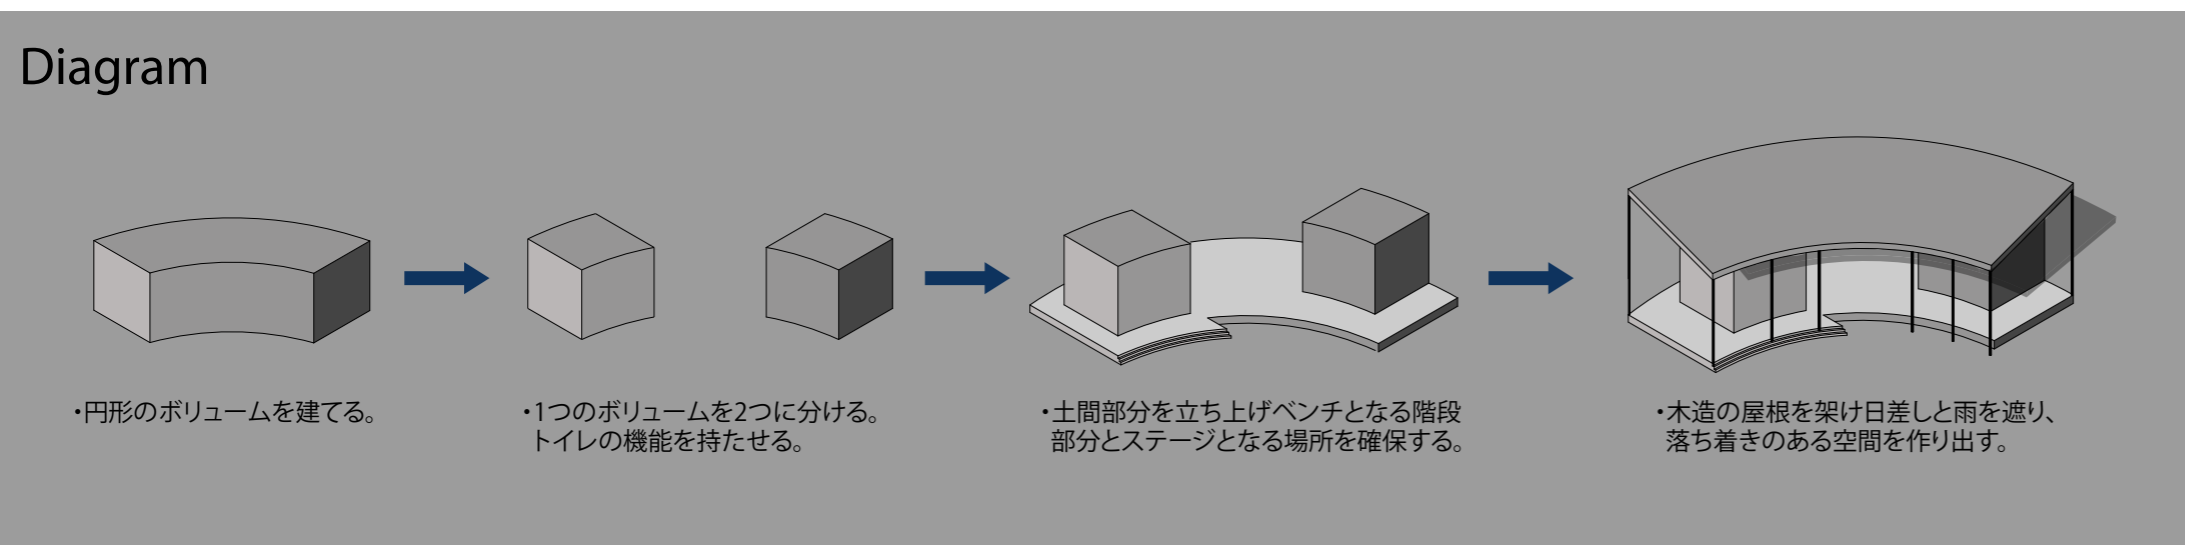 Diagram
・円形のボリュームを建てる。
・1つのボリュームを2つに分ける。
トイレの機能を持たせる。
・土間部分を立ち上げベンチとなる階段
部分とステージとなる場所を確保する。
・木造の屋根を架け日差しと雨を遮り、
落ち着きのある空間を作り出す。